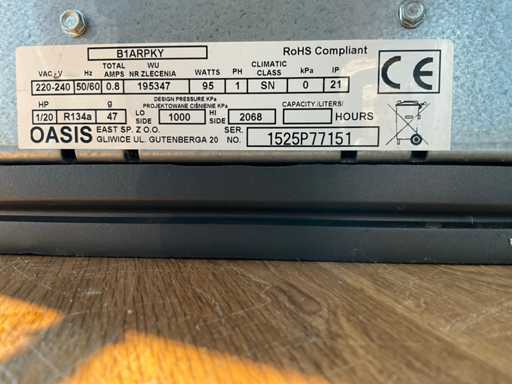 B1ARPKY RoHS Compliant
VAC - V Hz TOTAL AMPS WU NR ZLECENIA WATTS PH CLIMATIC CLASS kPa IP
220-240 50/60 0.8 195347 95 1 SN 0 21
HP g DESIGN PRESSURE KPa CAPACITY /LITERS/
PROJEKTOWANE CIŚNIENIE KPa
1/20 R134a 47 LO SIDE 1000 HI SIDE 2068 HOURS
OASIS EAST SP. Z O.O. SER. NO. 1525P77151
GLIWICE UL. GUTENBERGA 20
CE